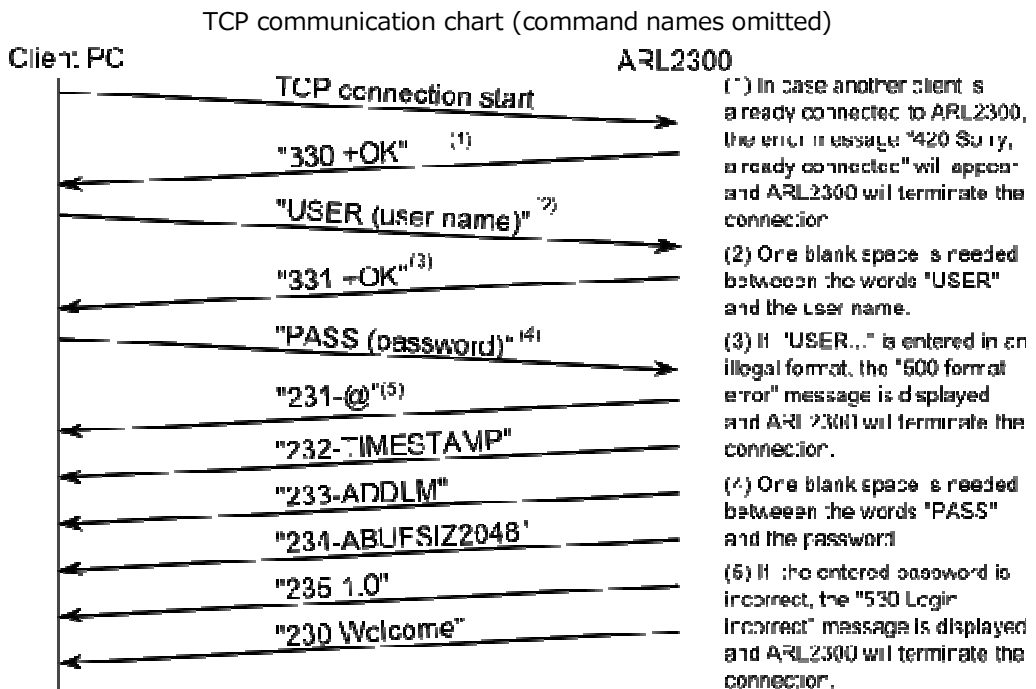 TCP communication chart (command names omitted)
Client PC
ARL2300
TCP connection start
"330 +OK" (1)
"USER (user name)" (2)
"331 +OK" (3)
"PASS (password)" (4)
"231-@" (5)
"232-TIMESTAMP"
"233-ADDLM"
"234-ABUFSIZ2048"
"235 1.0"
"230 Welcome"
(1) In case another client is
already connected to ARL2300,
the error message "420 Sorry,
already connected" will appear
and ARL2300 will terminate the
connection
(2) One blank space is needed
betweeen the words "USER"
and the user name.
(3) If "USER..." is entered in an
illegal format, the "500 format
error" message is displayed
and ARL2300 will terminate the
connection.
(4) One blank space is needed
betweeen the words "PASS"
and the password
(5) If the entered password is
incorrect, the "530 Login
incorrect" message is displayed
and ARL2300 will terminate the
connection.